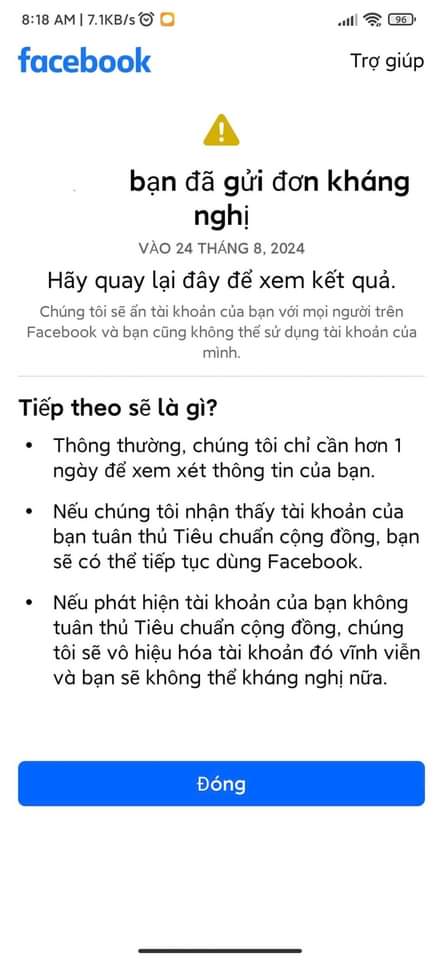 8:18 AM | 7.1KB/s
96
facebook
Trợ giúp
bạn đã gửi đơn kháng
nghị
VÀO 24 THÁNG 8, 2024
Hãy quay lại đây để xem kết quả.
Chúng tôi sẽ ẩn tài khoản của bạn với mọi người trên
Facebook và bạn cũng không thể sử dụng tài khoản của
mình.
Tiếp theo sẽ là gì?
• Thông thường, chúng tôi chỉ cần hơn 1
ngày để xem xét thông tin của bạn.
• Nếu chúng tôi nhận thấy tài khoản của
bạn tuân thủ Tiêu chuẩn cộng đồng, bạn
sẽ có thể tiếp tục dùng Facebook.
• Nếu phát hiện tài khoản của bạn không
tuân thủ Tiêu chuẩn cộng đồng, chúng
tôi sẽ vô hiệu hóa tài khoản đó vĩnh viễn
và bạn sẽ không thể kháng nghị nữa.
Đóng